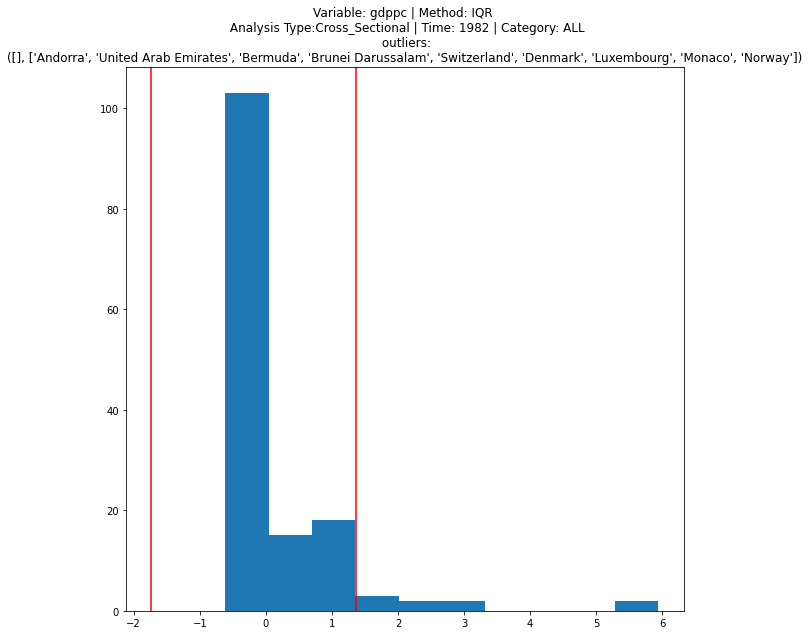 Variable: gdppc | Method: IQR
Analysis Type:Cross_Sectional | Time: 1982 | Category: ALL
outliers:
([], ['Andorra', 'United Arab Emirates', 'Bermuda', 'Brunei Darussalam', 'Switzerland', 'Denmark', 'Luxembourg', 'Monaco', 'Norway'])
100
80
60
40
20
0
−2 −1 0 1 2 3 4 5 6